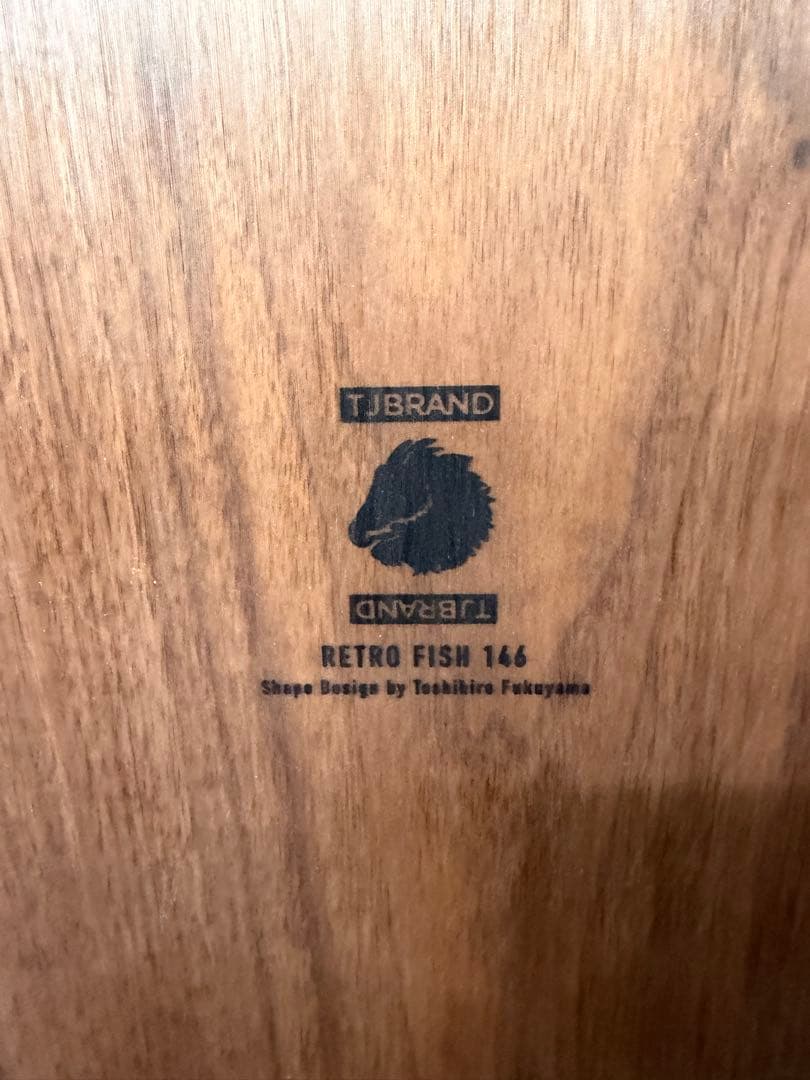 TJBRAND
TJBRAND
RETRO FISH 146
Shape Design by Toshihiro Fukuyama